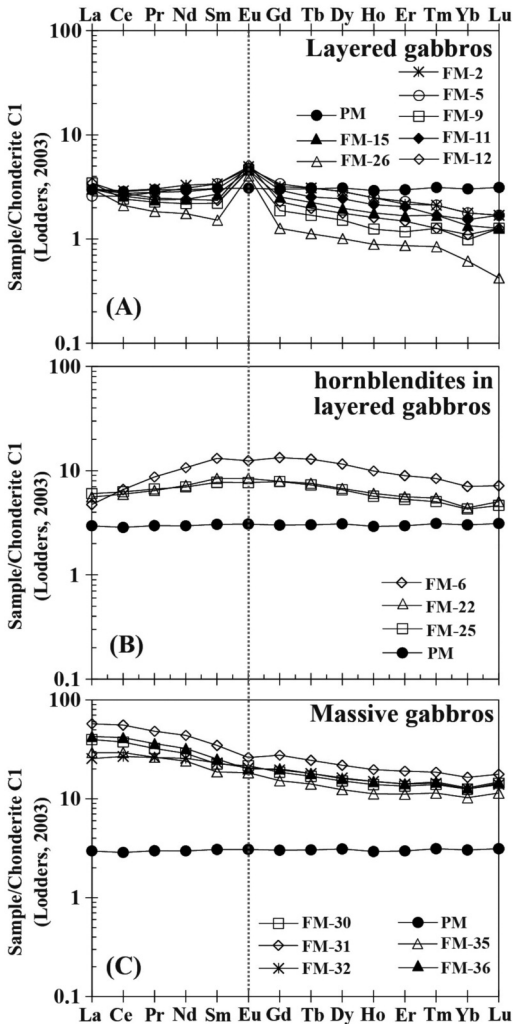 La Ce Pr Nd Sm Eu Gd Tb Dy Ho Er Tm Yb Lu
Layered gabbros
FM-2
FM-5
PM
FM-9
FM-15
FM-11
FM-26
FM-12
100
10
1
0.1
Sample/Chonderite C1
(Lodders, 2003)
(A)
hornblendites in
layered gabbros
100
10
1
0.1
Sample/Chonderite C1
(Lodders, 2003)
FM-6
FM-22
FM-25
PM
(B)
Massive gabbros
100
10
1
0.1
Sample/Chonderite C1
(Lodders, 2003)
FM-30
PM
FM-31
FM-35
FM-32
FM-36
(C)
La Ce Pr Nd Sm Eu Gd Tb Dy Ho Er Tm Yb Lu